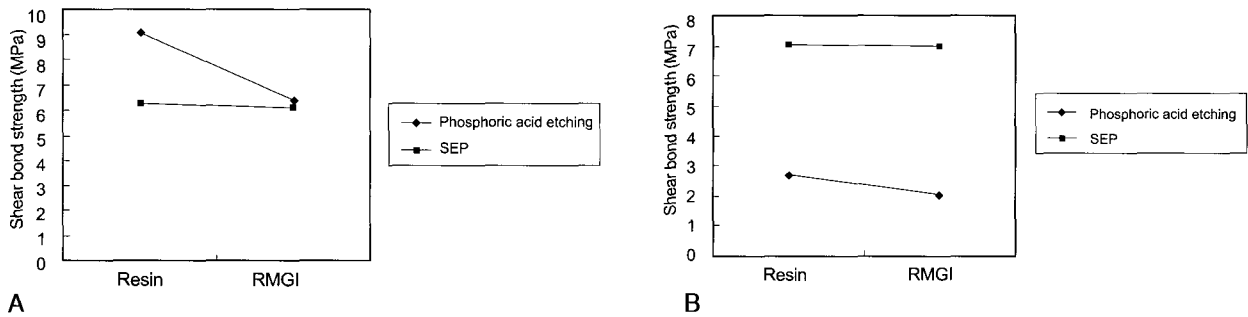 Shear bond strength (MPa)
10
9
8
7
6
5
4
3
2
1
0
Resin
RMGI
Phosphoric acid etching
SEP
A
Shear bond strength (MPa)
8
7
6
5
4
3
2
1
0
Resin
RMGI
Phosphoric acid etching
SEP
B